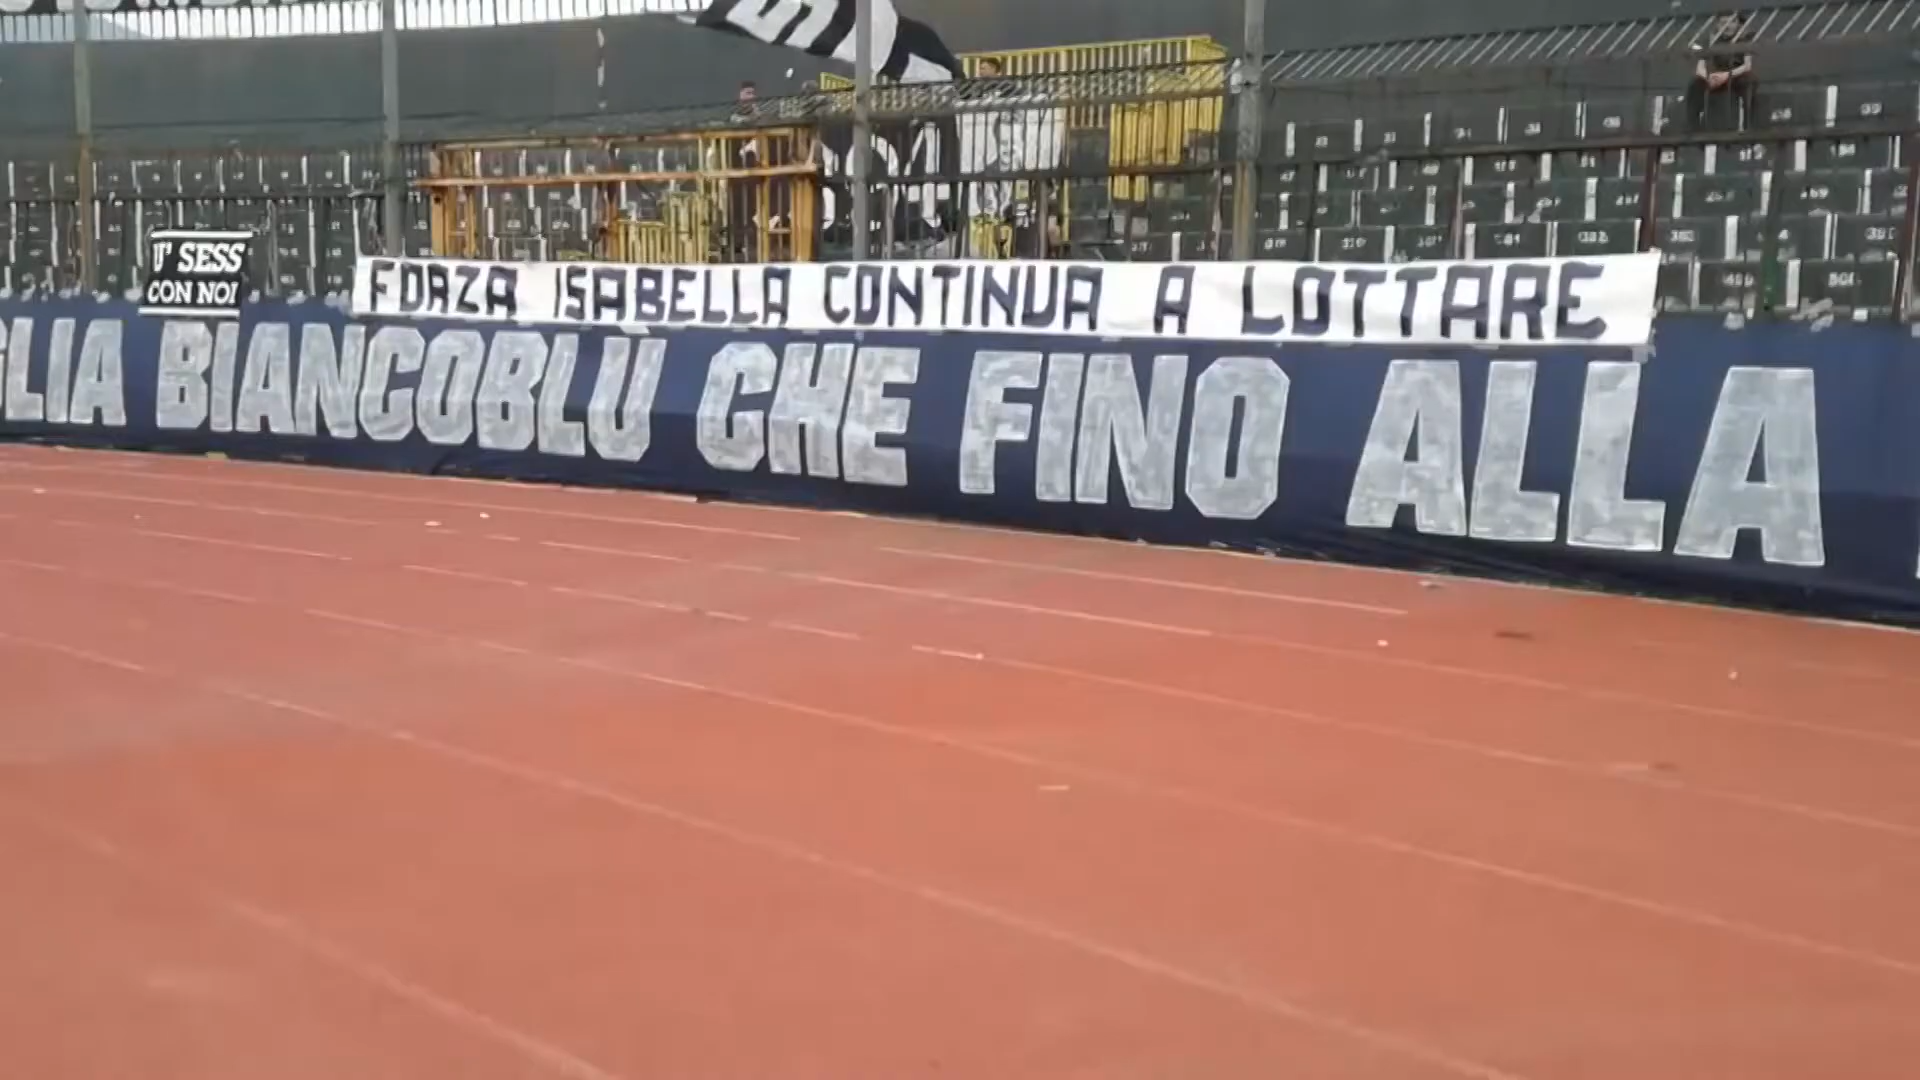 U' SESS
CON NOI
FORZA ISABELLA CONTINUA A LOTTARE
GLIA BIANCOBLÙ CHE FINO ALLA